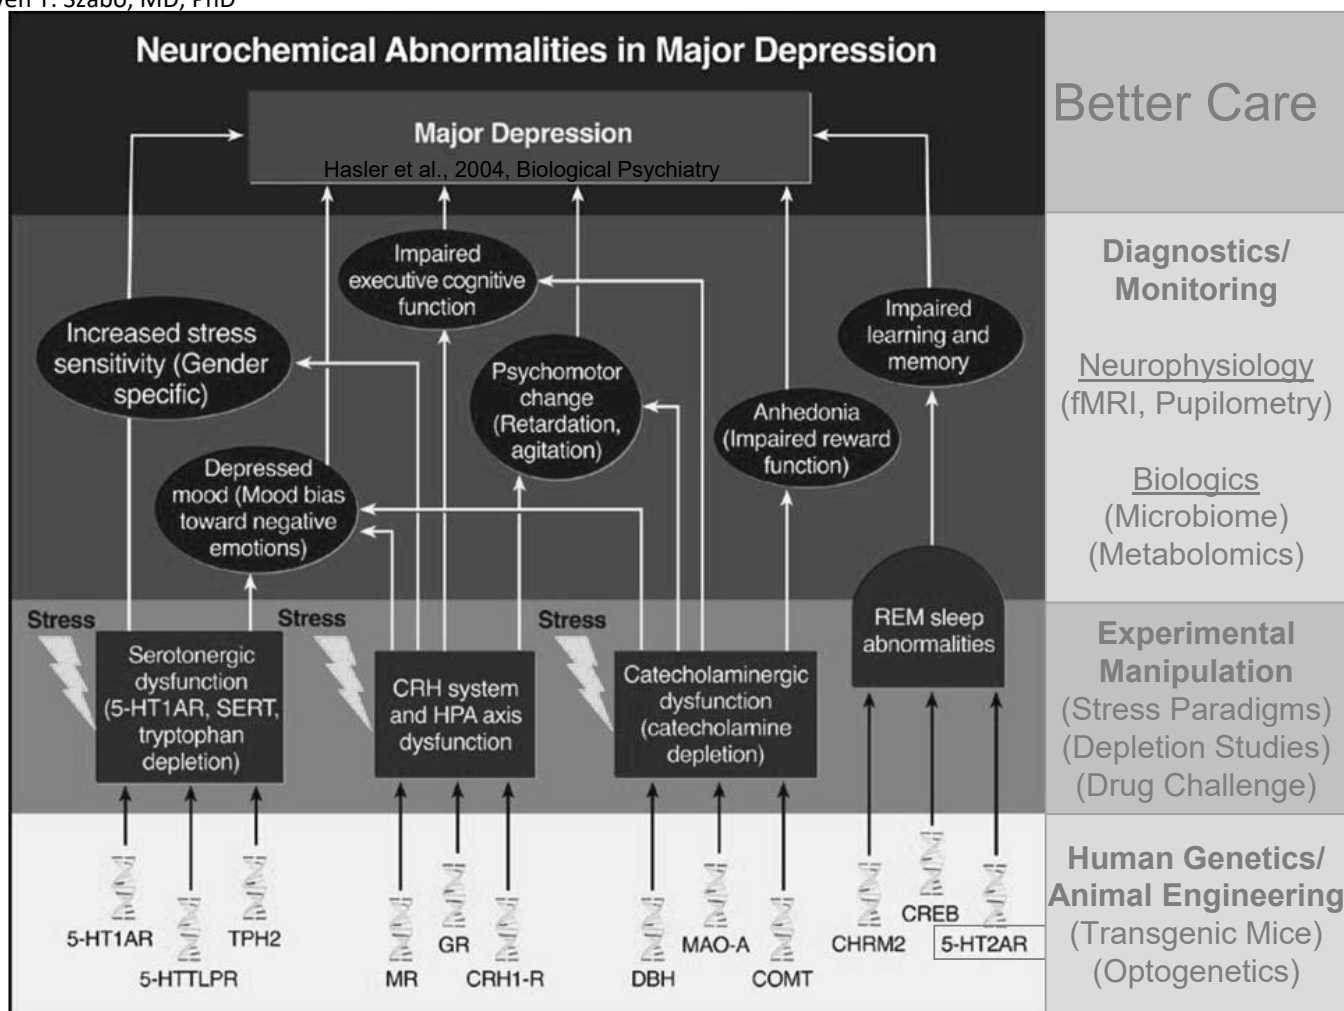 Szabo, MD, PhD
Neurochemical Abnormalities in Major Depression
Major Depression
Hasler et al., 2004, Biological Psychiatry
Impaired
executive cognitive
function
Increased stress
sensitivity (Gender
specific)
Impaired
learning and
memory
Psychomotor
change
(Retardation,
agitation)
Anhedonia
(Impaired reward
function)
Depressed
mood (Mood bias
toward negative
emotions)
Stress
Stress
Stress
Serotonergic
dysfunction
(5-HT1AR, SERT,
tryptophan
depletion)
CRH system
and HPA axis
dysfunction
Catecholaminergic
dysfunction
(catecholamine
depletion)
REM sleep
abnormalities
5-HT1AR
5-HTTLPR
TPH2
MR
GR
CRH1-R
DBH
MAO-A
COMT
CHRM2
CREB
5-HT2AR
Better Care
Diagnostics/
Monitoring
Neurophysiology
(fMRI, Pupilometry)
Biologics
(Microbiome)
(Metabolomics)
Experimental
Manipulation
(Stress Paradigms)
(Depletion Studies)
(Drug Challenge)
Human Genetics/
Animal Engineering
(Transgenic Mice)
(Optogenetics)